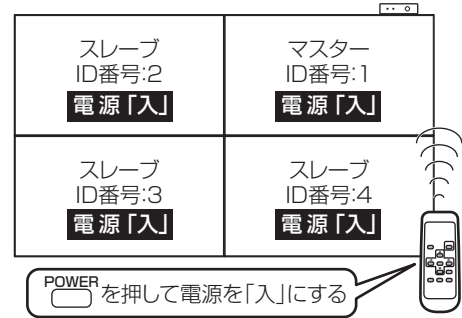 スレーブ
ID番号:2
電源「入」
マスター
ID番号:1
電源「入」
スレーブ
ID番号:3
電源「入」
スレーブ
ID番号:4
電源「入」
POWER を押して電源を「入」にする